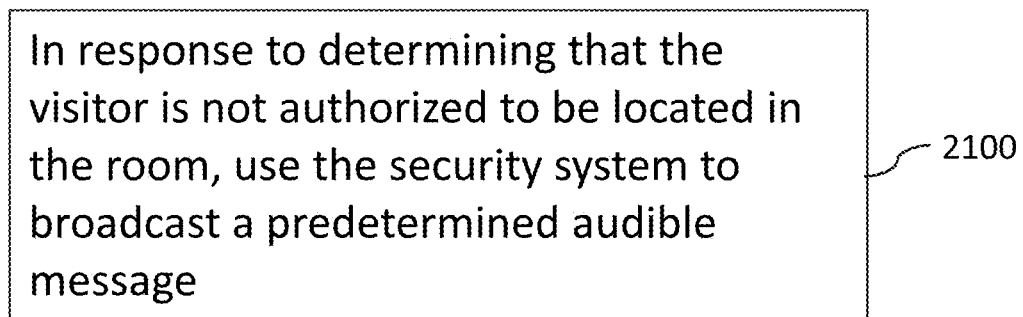 In response to determining that the
visitor is not authorized to be located in
the room, use the security system to
broadcast a predetermined audible
message
2100